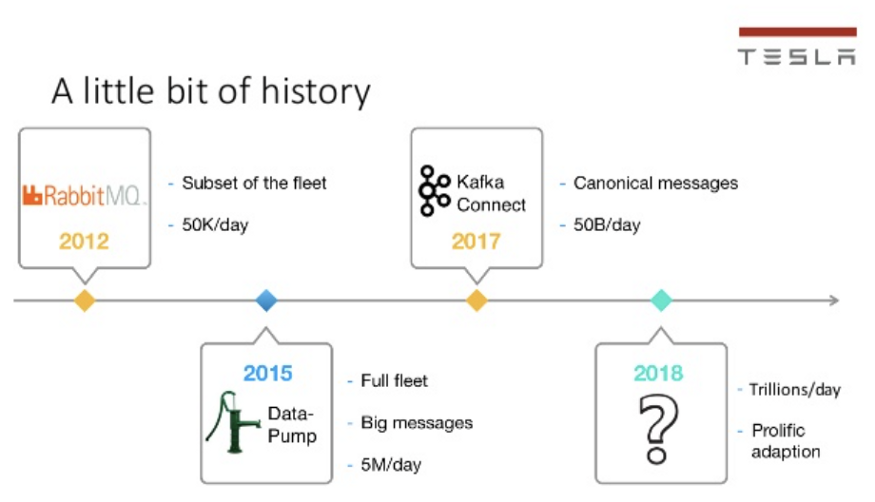 TESLA
A little bit of history
RabbitMQ
2012
- Subset of the fleet
- 50K/day
2015
Data-
Pump
- Full fleet
- Big messages
- 5M/day
Kafka
Connect
2017
- Canonical messages
- 50B/day
2018
?
- Trillions/day
- Prolific
adaption